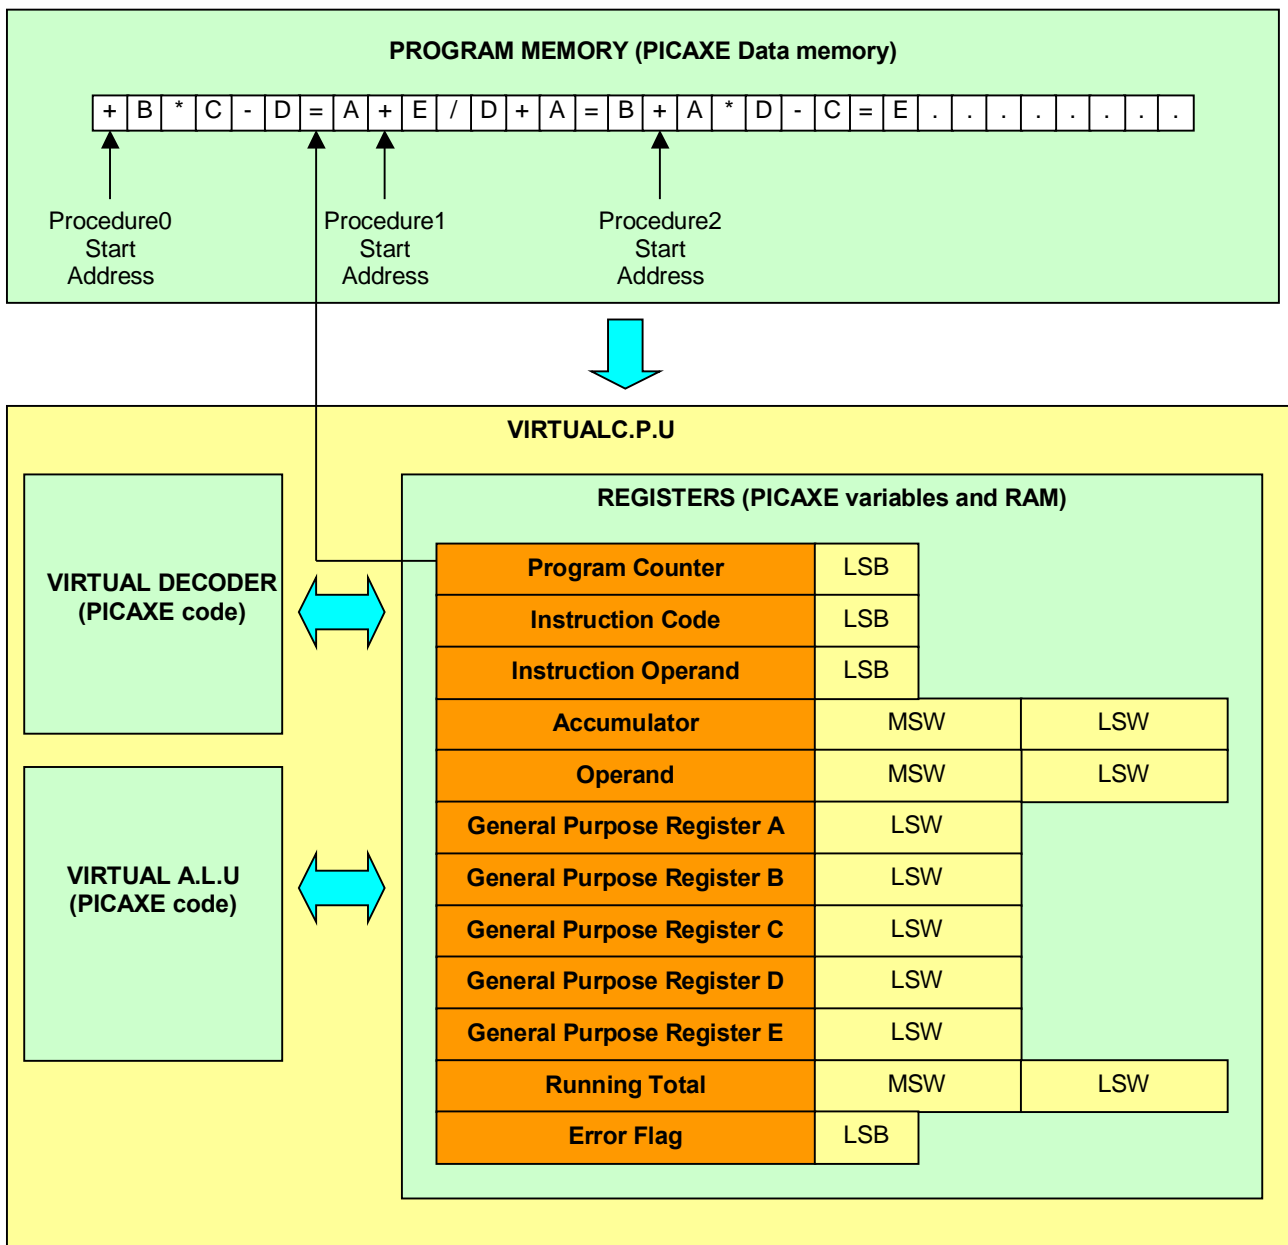 PROGRAM MEMORY (PICAXE Data memory)
+ B * C - D = A + E / D + A = B + A * D - C = E . . . . . . . .
Procedure0 Start Address
Procedure1 Start Address
Procedure2 Start Address
VIRTUALC.P.U
VIRTUAL DECODER
(PICAXE code)
VIRTUAL A.L.U
(PICAXE code)
REGISTERS (PICAXE variables and RAM)
Program Counter LSB
Instruction Code LSB
Instruction Operand LSB
Accumulator MSW LSW
Operand MSW LSW
General Purpose Register A LSW
General Purpose Register B LSW
General Purpose Register C LSW
General Purpose Register D LSW
General Purpose Register E LSW
Running Total MSW LSW
Error Flag LSB